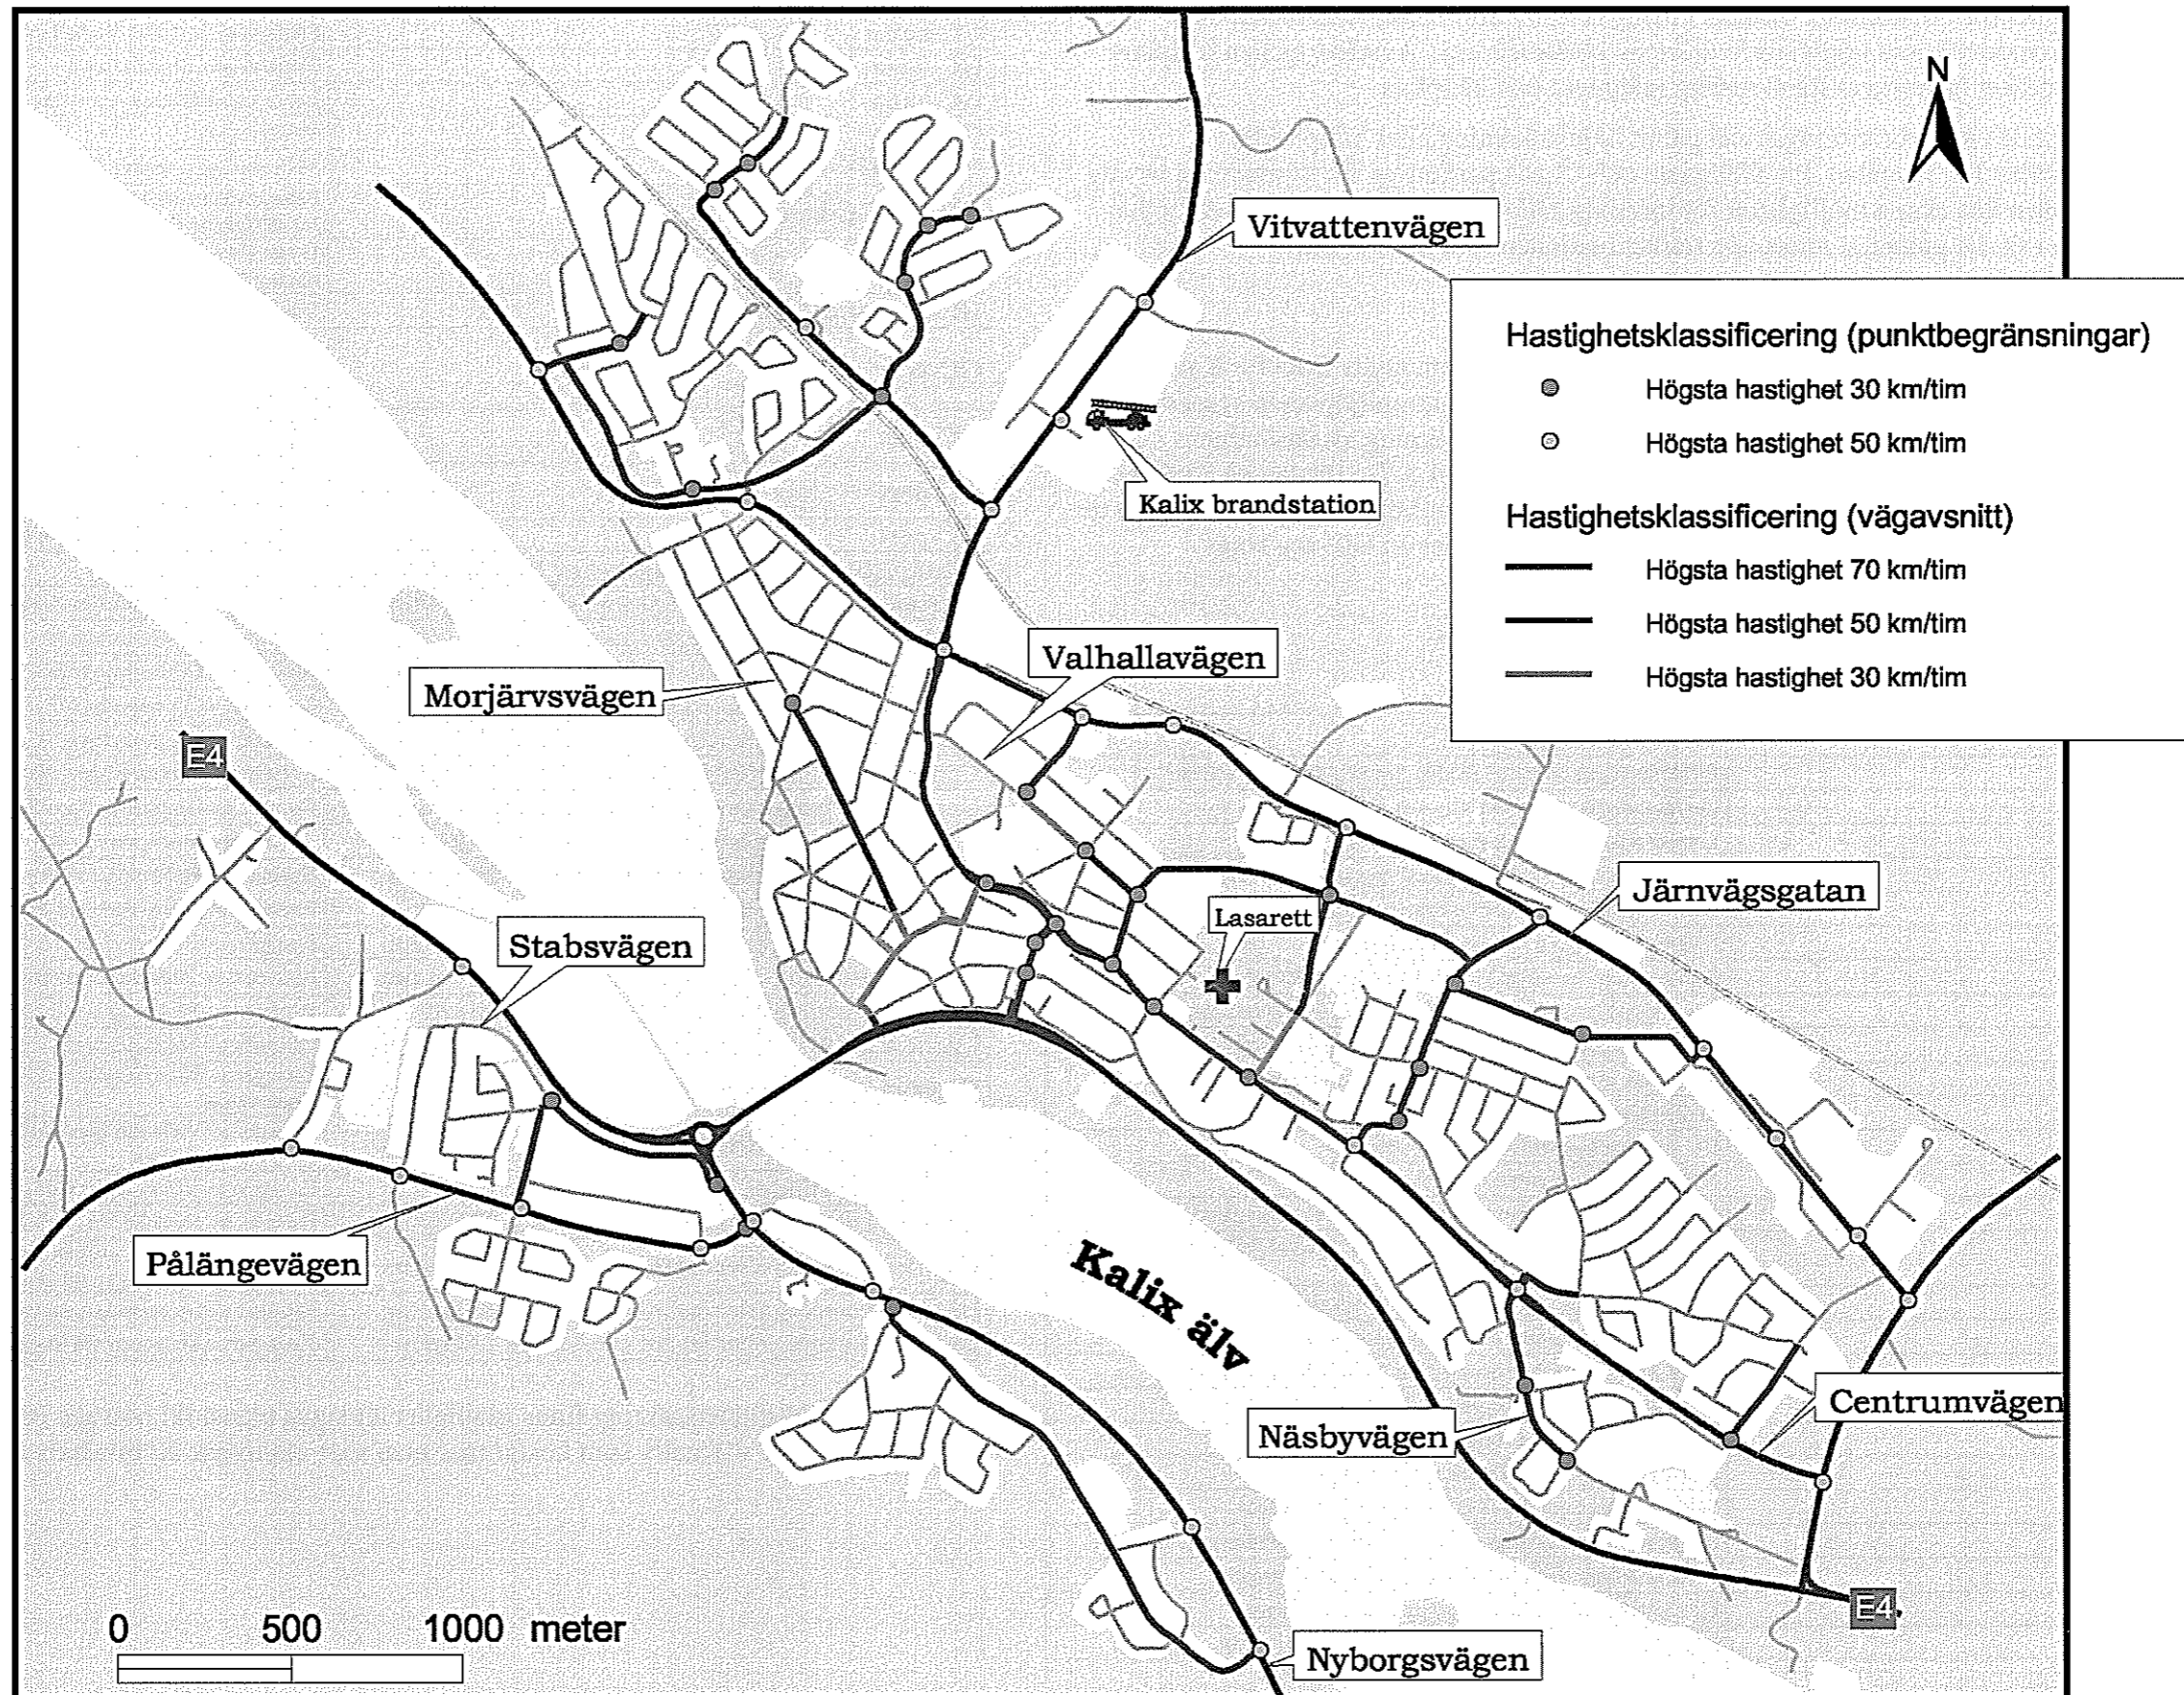 N
Vitvattenvägen
Hastighetsklassificering (punktbegränsningar)
Högsta hastighet 30 km/tim
Högsta hastighet 50 km/tim
Kalix brandstation
Hastighetsklassificering (vägavsnitt)
Högsta hastighet 70 km/tim
Högsta hastighet 50 km/tim
Högsta hastighet 30 km/tim
Valhallavägen
Morjärvsvägen
E4
Järnvägsgatan
Lasarett
Stabsvägen
Pålängevägen
Kalix älv
Centrumvägen
Näsbyvägen
E4
0 500 1000 meter
Nyborgsvägen